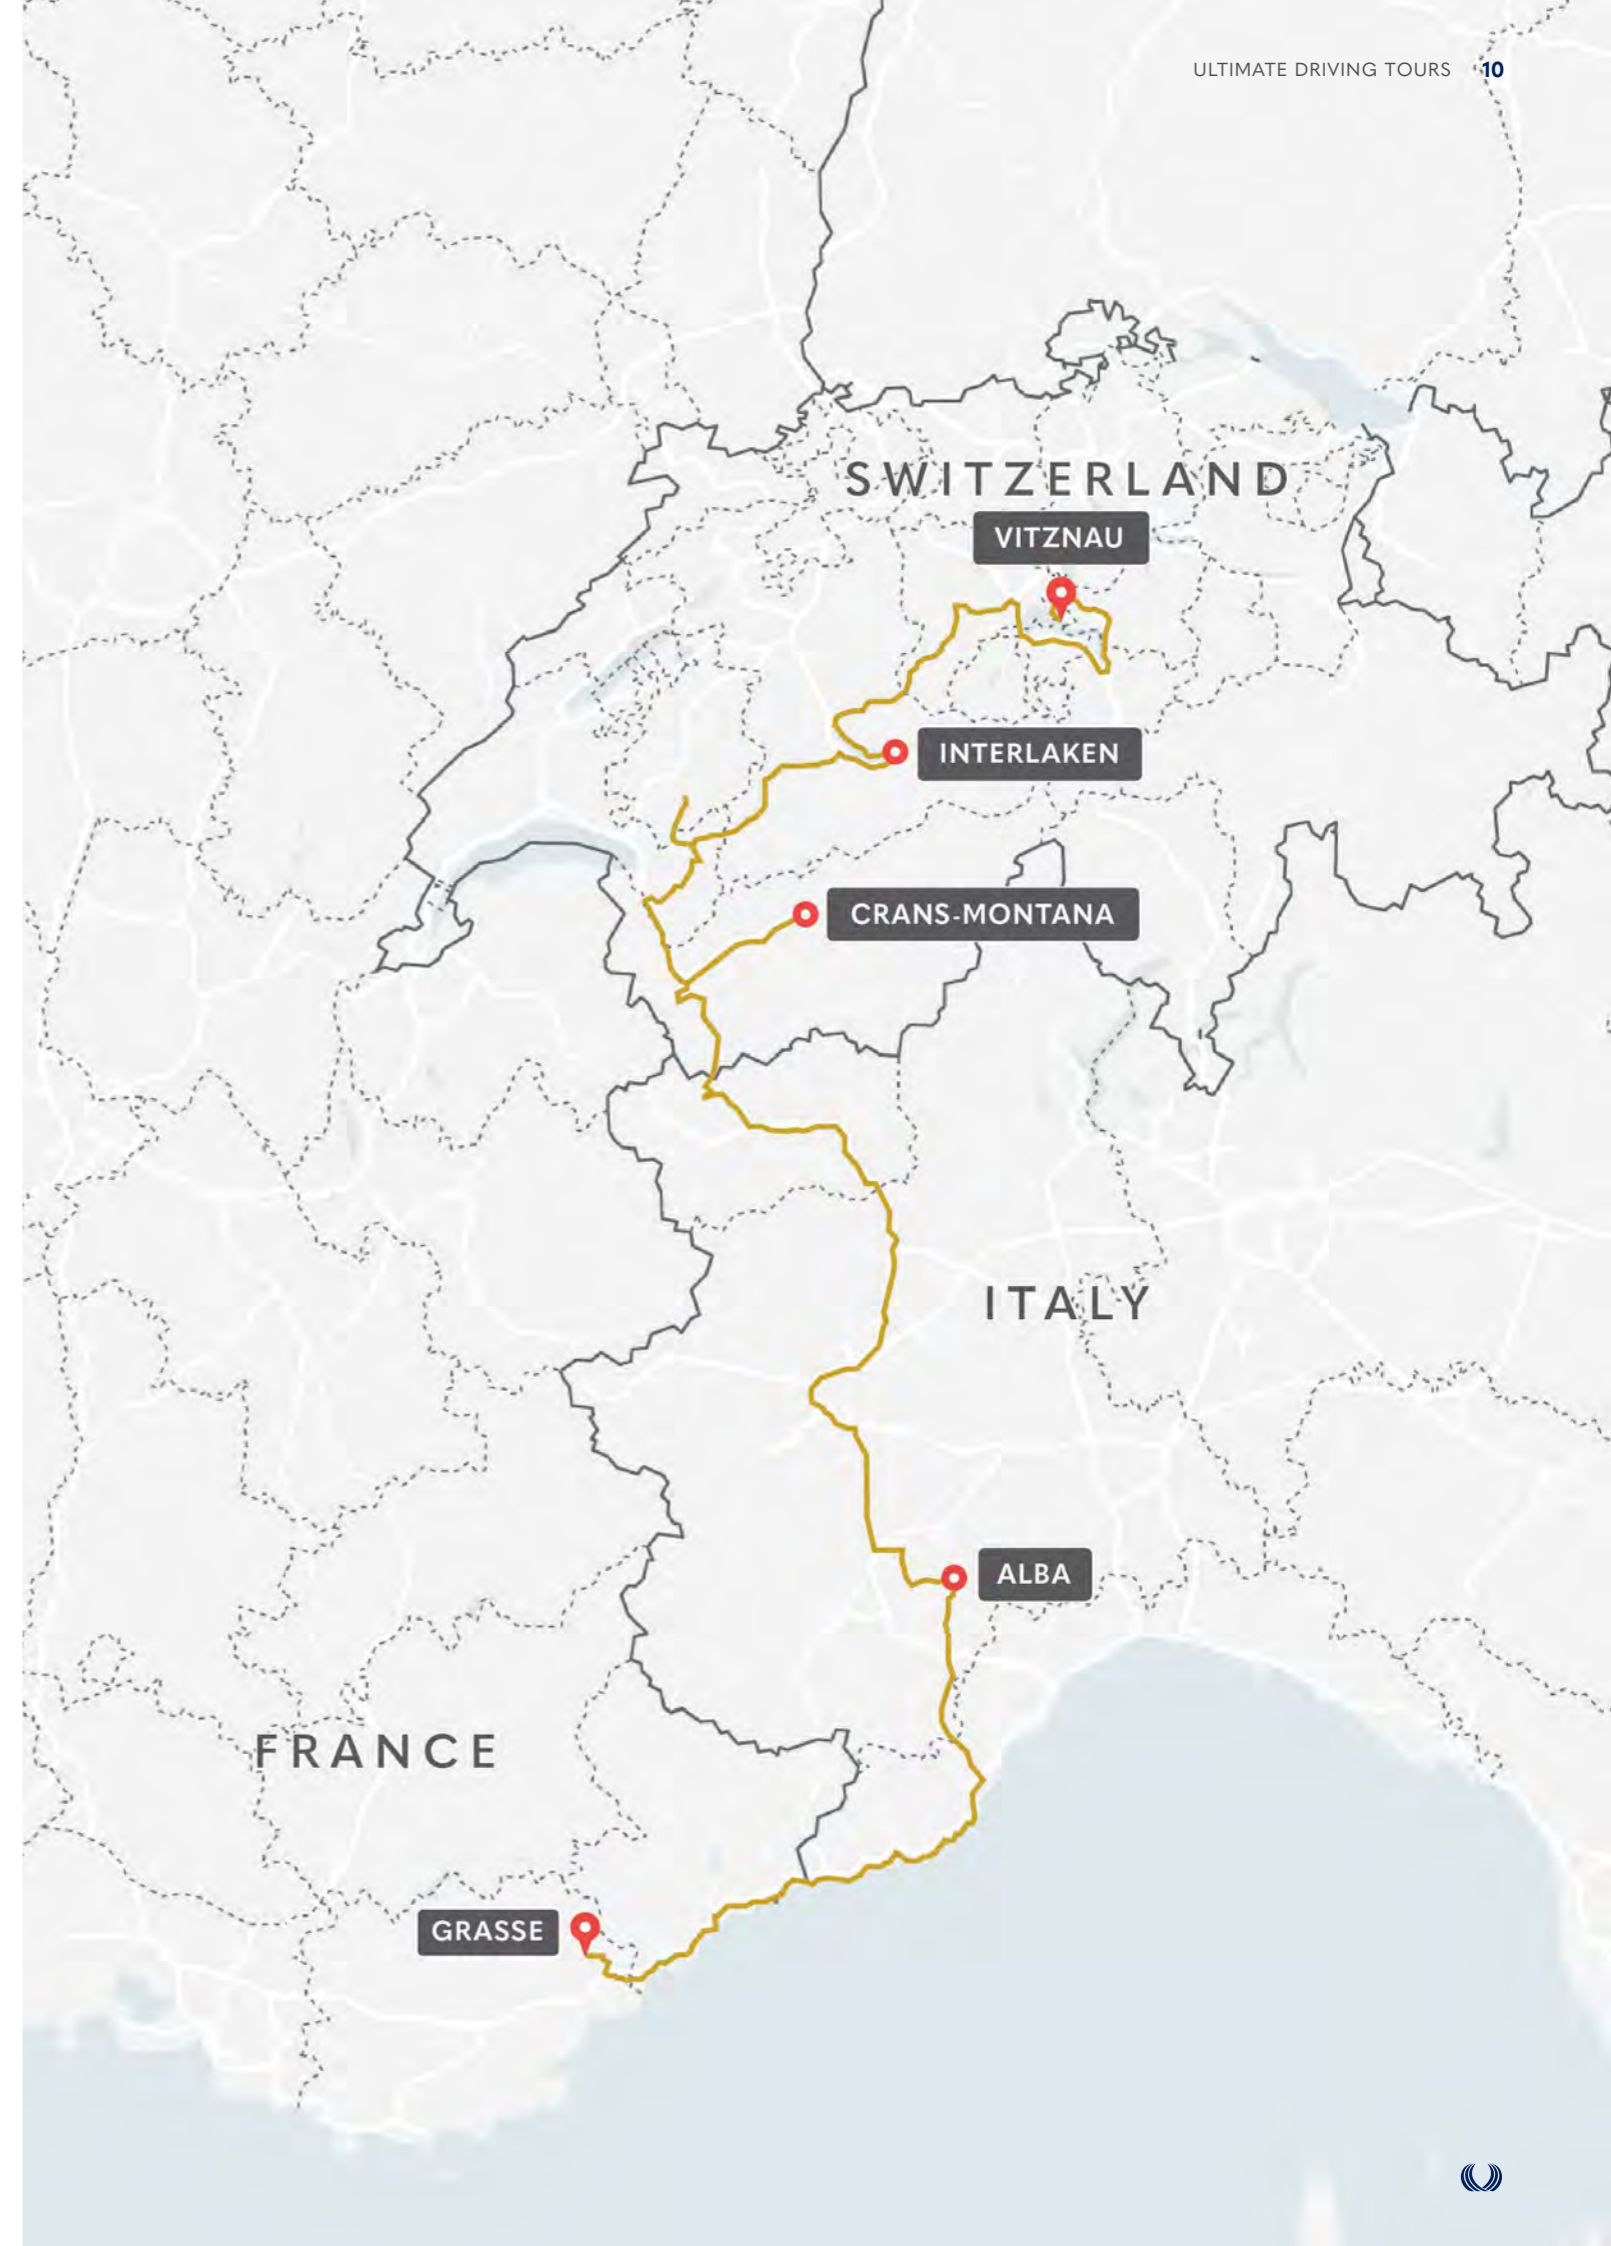 ULTIMATE DRIVING TOURS 10
SWITZERLAND
VITZNAU
INTERLAKEN
CRANS-MONTANA
ITALY
ALBA
FRANCE
GRASSE